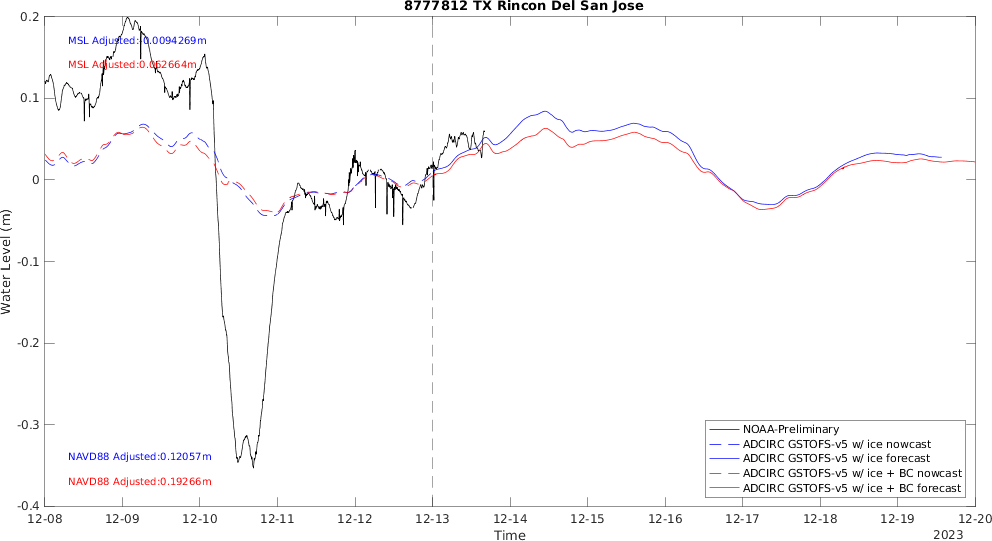 8777812 TX Rincon Del San Jose
MSL Adjusted:-0.0094269m
MSL Adjusted:0.062664m
NAVD88 Adjusted:0.12057m
NAVD88 Adjusted:0.19266m
Water Level (m)
0.2
0.1
0
-0.1
-0.2
-0.3
-0.4
NOAA-Preliminary
ADCIRC GSTOFS-v5 w/ ice nowcast
ADCIRC GSTOFS-v5 w/ ice forecast
ADCIRC GSTOFS-v5 w/ ice + BC nowcast
ADCIRC GSTOFS-v5 w/ ice + BC forecast
12-08 12-09 12-10 12-11 12-12 12-13 12-14 12-15 12-16 12-17 12-18 12-19 12-20
Time
2023